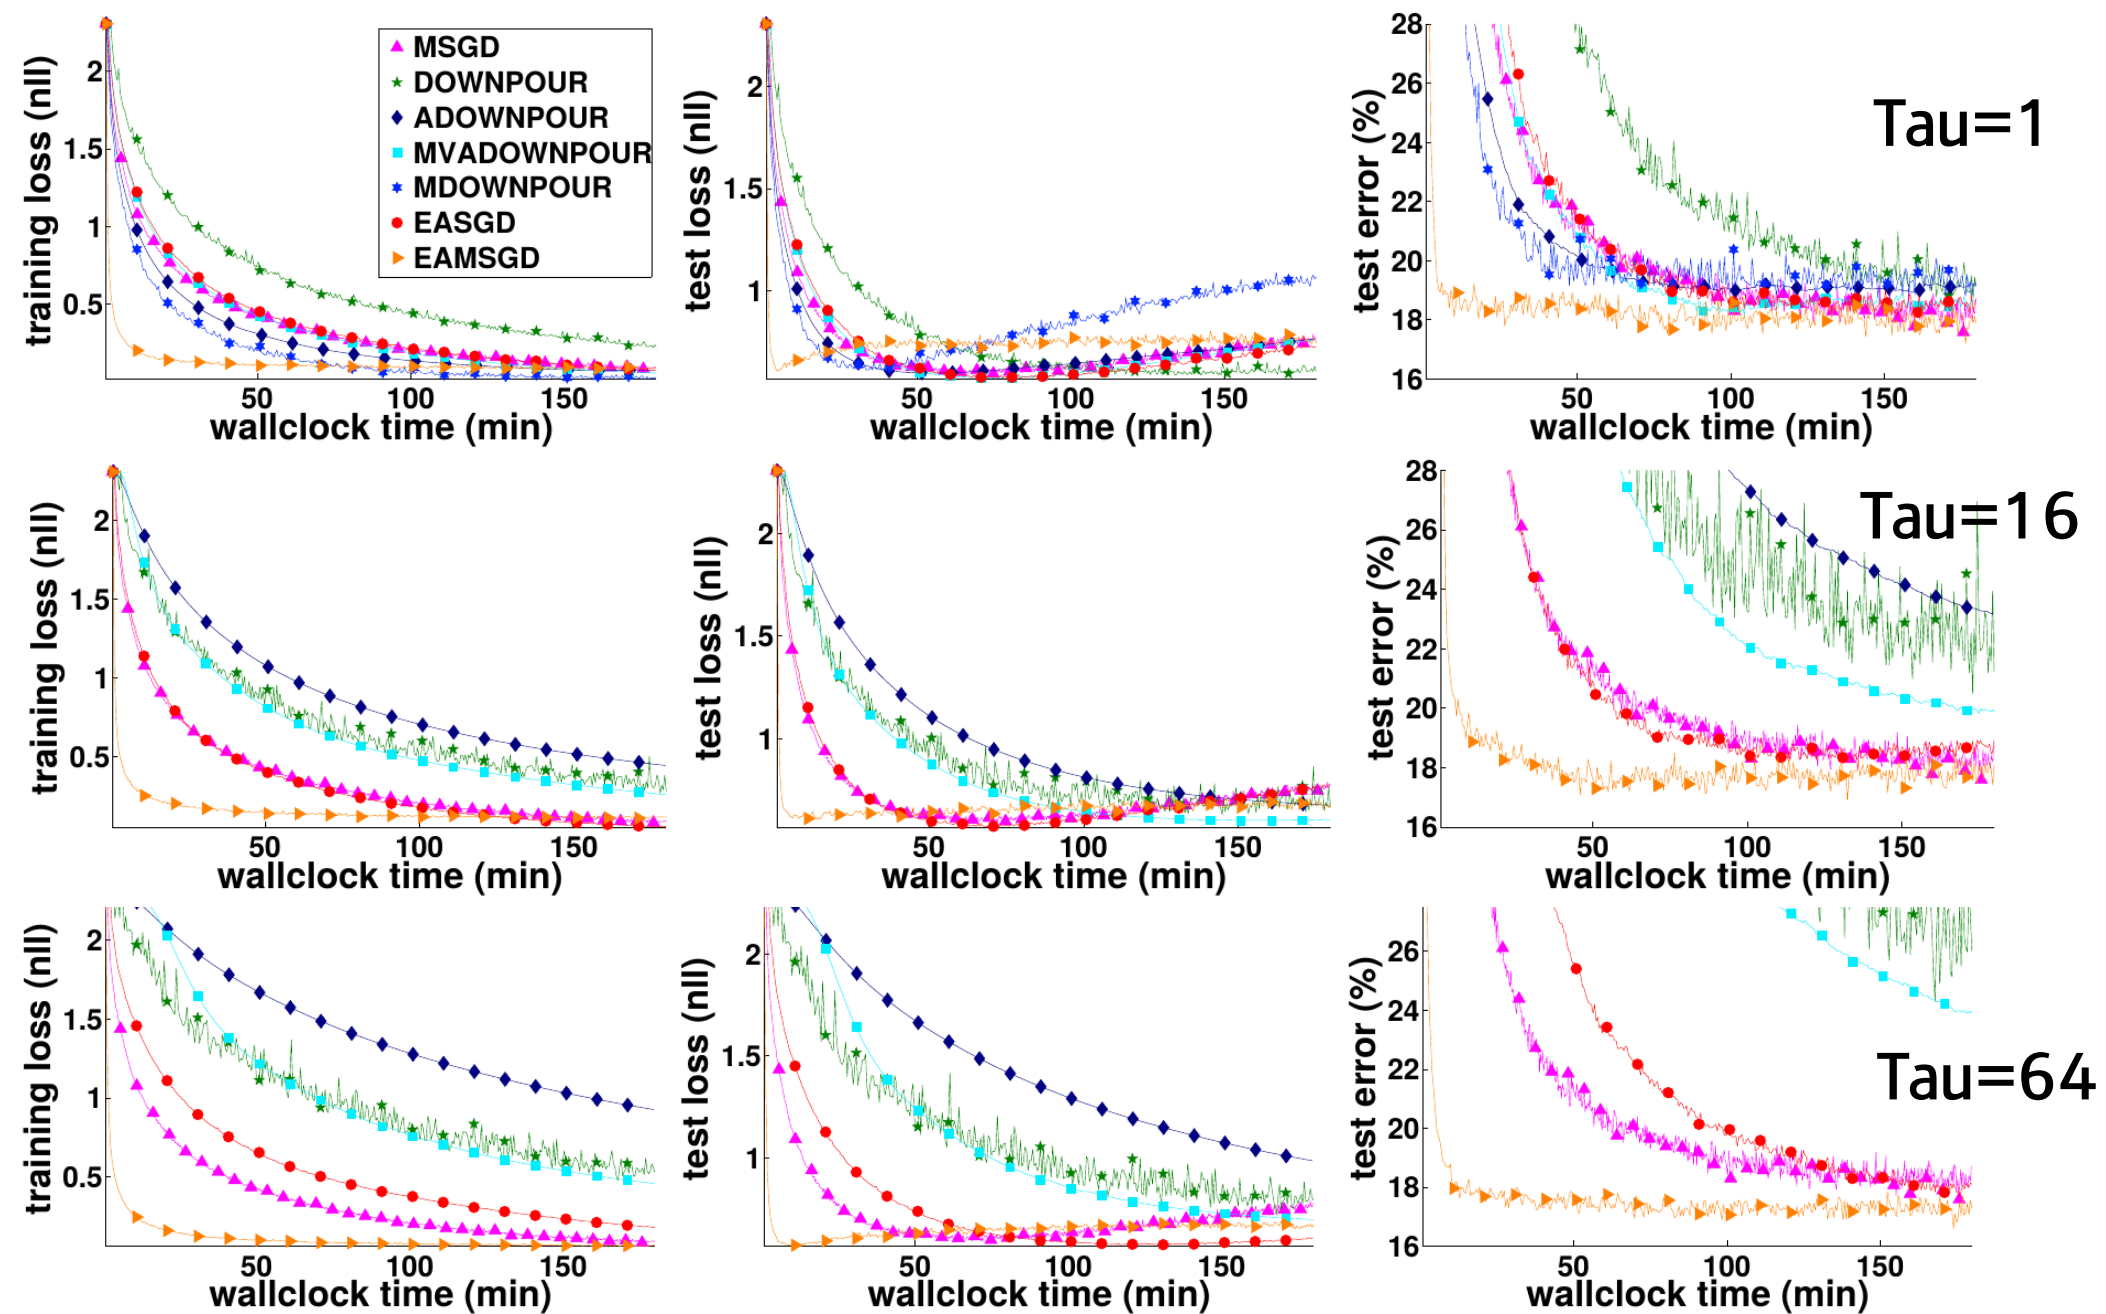 training loss (nll)
2
1.5
1
0.5
50
100
150
wallclock time (min)
MSGD
DOWNPOUR
ADOWNPOUR
MVADOWNPOUR
MDOWNPOUR
EASGD
EAMSGD
test loss (nll)
2
1.5
1
50
100
150
wallclock time (min)
test error (%)
28
26
24
22
20
18
16
50
100
150
wallclock time (min)
Tau=1
training loss (nll)
2
1.5
1
0.5
50
100
150
wallclock time (min)
test loss (nll)
2
1.5
1
50
100
150
wallclock time (min)
test error (%)
28
26
24
22
20
18
16
50
100
150
wallclock time (min)
Tau=16
training loss (nll)
2
1.5
1
0.5
50
100
150
wallclock time (min)
test loss (nll)
2
1.5
1
50
100
150
wallclock time (min)
test error (%)
26
24
22
20
18
16
50
100
150
wallclock time (min)
Tau=64